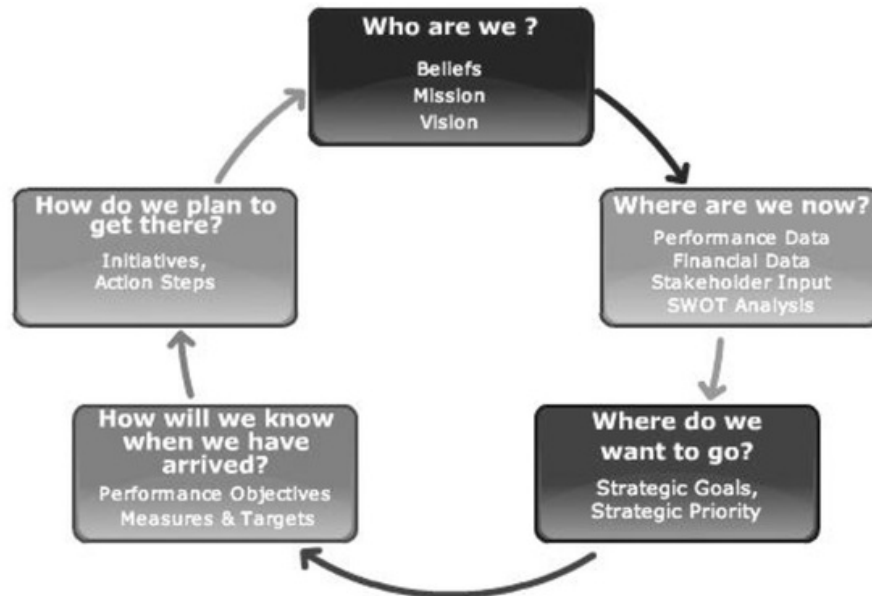 Who are we ?
Beliefs
Mission
Vision
Where are we now?
Performance Data
Financial Data
Stakeholder Input
SWOT Analysis
Where do we
want to go?
Strategic Goals,
Strategic Priority
How will we know
when we have
arrived?
Performance Objectives
Measures & Targets
How do we plan to
get there?
Initiatives,
Action Steps